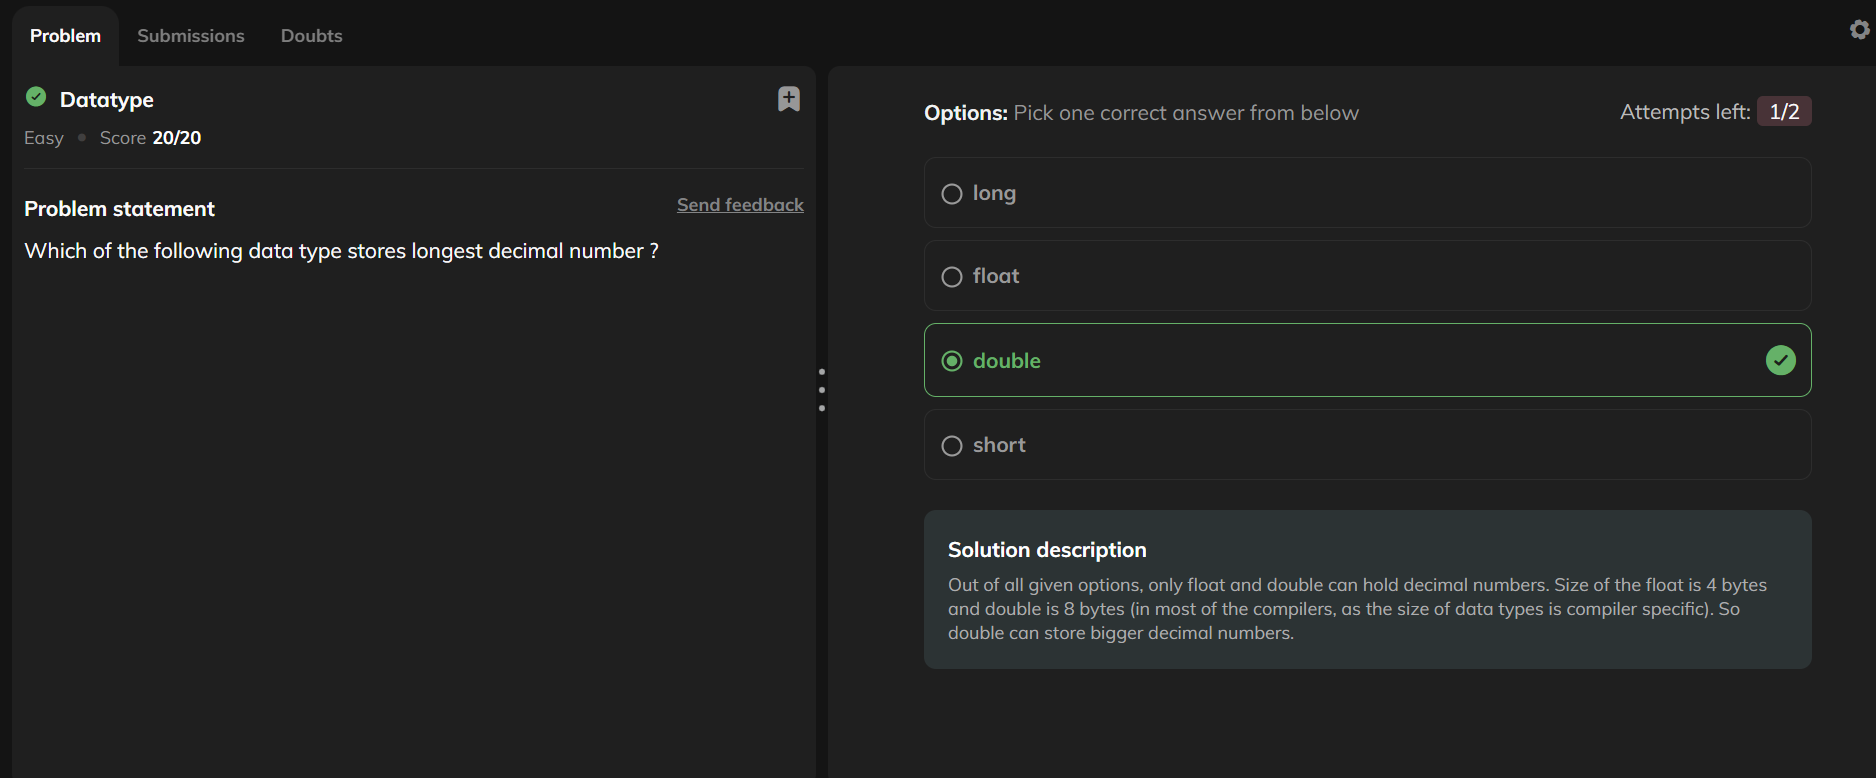 Problem
Submissions
Doubts
Datatype
Easy • Score 20/20
Problem statement
Send feedback
Which of the following data type stores longest decimal number ?
Options: Pick one correct answer from below
Attempts left: 1/2
long
float
double
short
Solution description
Out of all given options, only float and double can hold decimal numbers. Size of the float is 4 bytes
and double is 8 bytes (in most of the compilers, as the size of data types is compiler specific). So
double can store bigger decimal numbers.